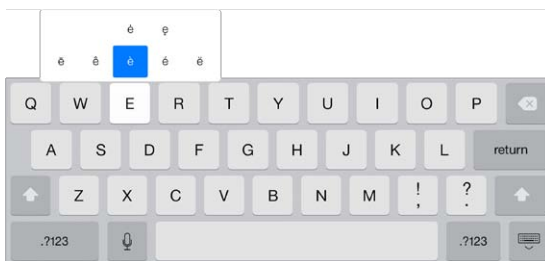 ė ę
ē ê è é ë
Q W E R T Y U I O P
A S D F G H J K L return
Z X C V B N M ! , ? .
.?123 .?123